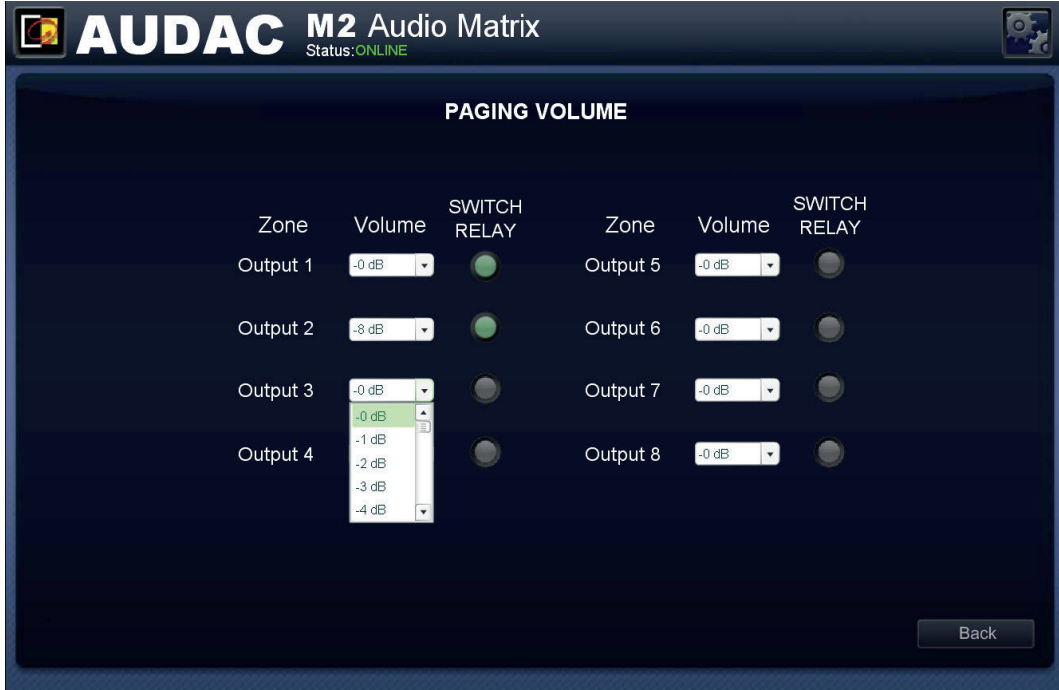 AUDAC M2 Audio Matrix
Status:ONLINE
PAGING VOLUME
Zone Volume SWITCH RELAY Zone Volume SWITCH RELAY
Output 1 -0 dB Output 5 -0 dB
Output 2 -8 dB Output 6 -0 dB
Output 3 -0 dB Output 7 -0 dB
-0 dB
-1 dB
Output 4 -2 dB Output 8 -0 dB
-3 dB
-4 dB
Back